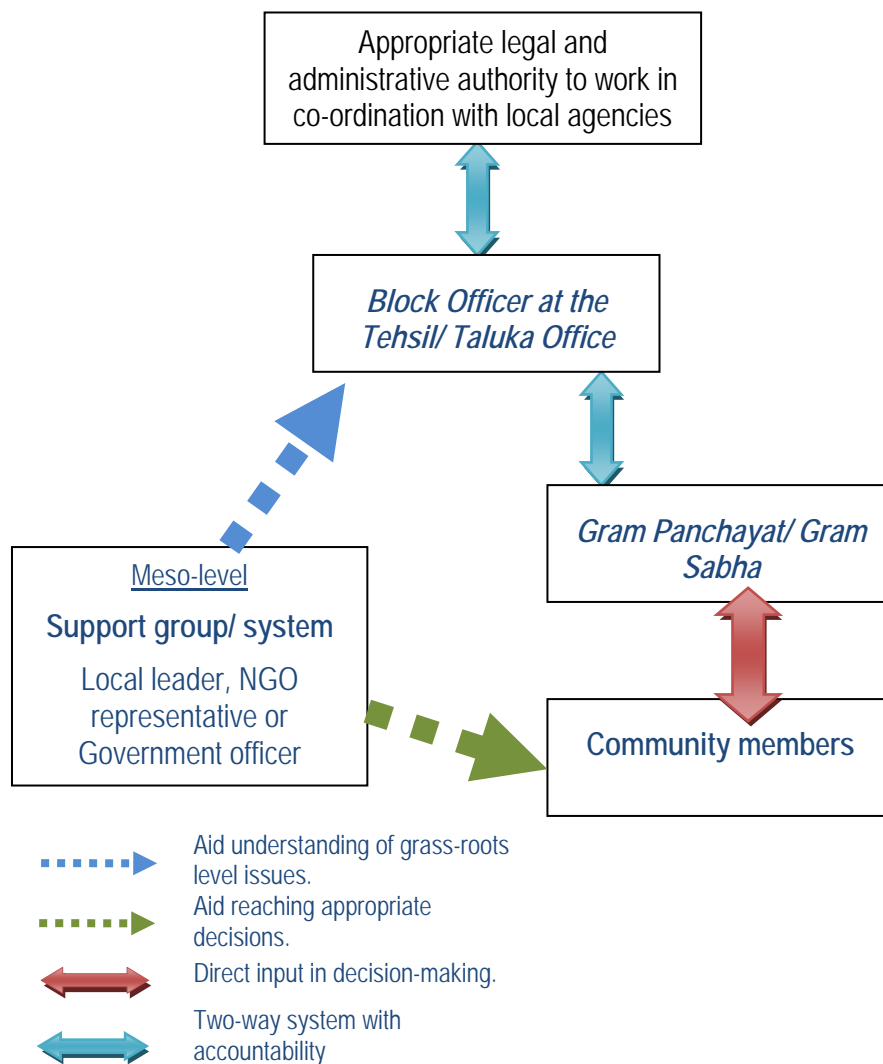 Appropriate legal and
administrative authority to work in
co-ordination with local agencies
Block Officer at the
Tehsil/ Taluka Office
Gram Panchayat/ Gram
Sabha
Meso-level
Support group/ system
Local leader, NGO
representative or
Government officer
Community members
Aid understanding of grass-roots
level issues.
Aid reaching appropriate
decisions.
Direct input in decision-making.
Two-way system with
accountability